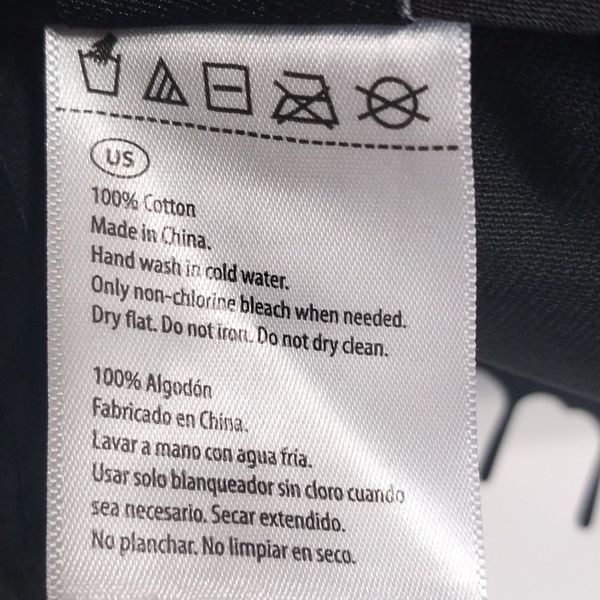 US
100% Cotton
Made in China.
Hand wash in cold water.
Only non-chlorine bleach when needed.
Dry flat. Do not iron. Do not dry clean.
100% Algodón
Fabricado en China.
Lavar a mano con agua fría.
Usar solo blanqueador sin cloro cuando
sea necesario. Secar extendido.
No planchar. No limpiar en seco.